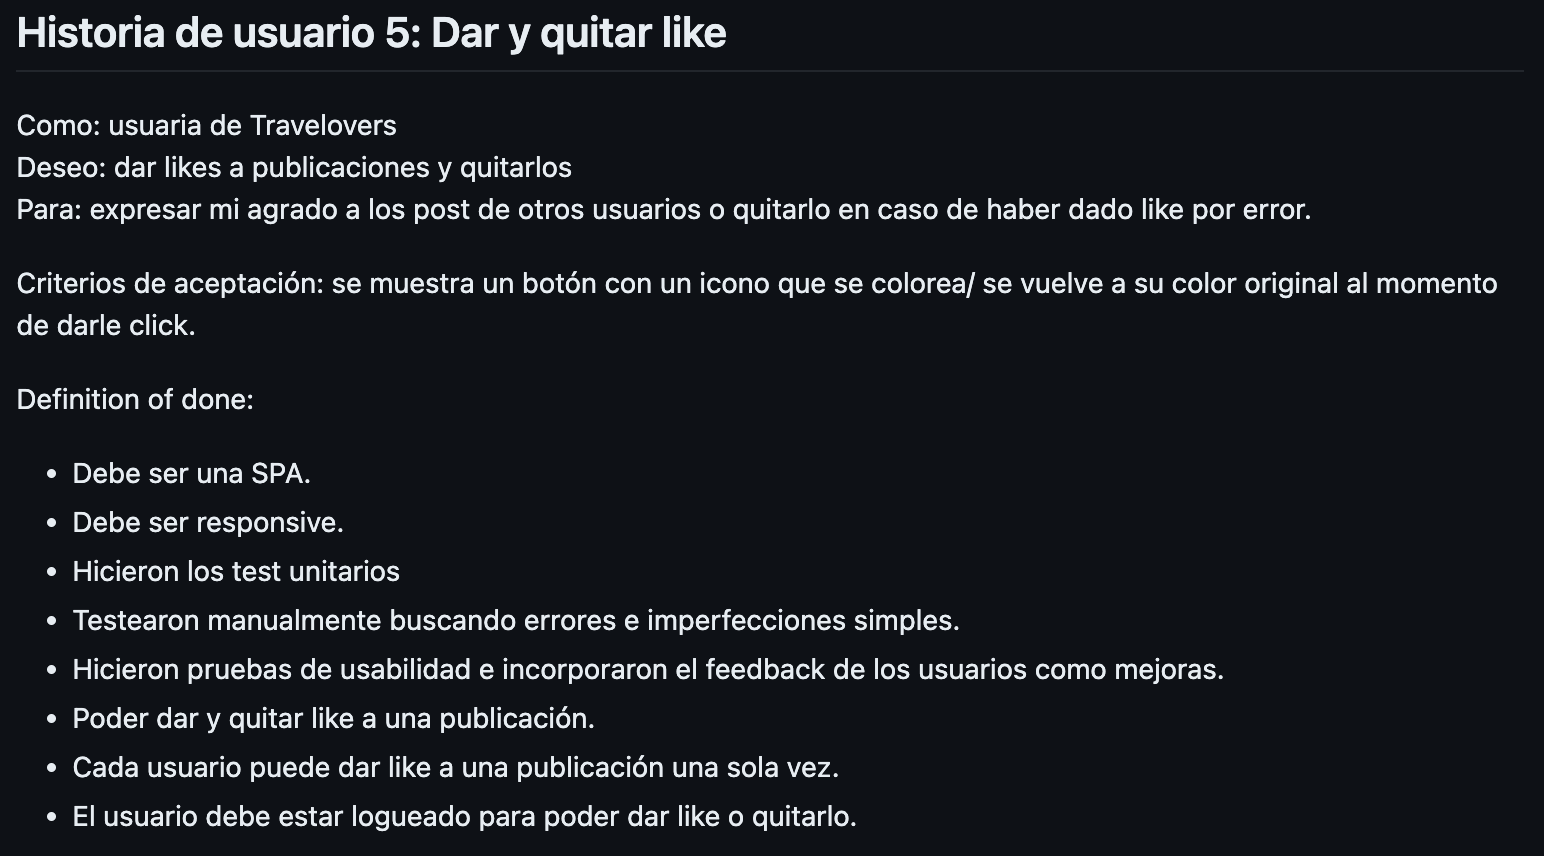 Historia de usuario 5: Dar y quitar like
Como: usuaria de Travelovers
Deseo: dar likes a publicaciones y quitarlos
Para: expresar mi agrado a los post de otros usuarios o quitarlo en caso de haber dado like por error.
Criterios de aceptación: se muestra un botón con un icono que se colorea/ se vuelve a su color original al momento
de darle click.
Definition of done:
• Debe ser una SPA.
• Debe ser responsive.
• Hicieron los test unitarios
• Testearon manualmente buscando errores e imperfecciones simples.
• Hicieron pruebas de usabilidad e incorporaron el feedback de los usuarios como mejoras.
• Poder dar y quitar like a una publicación.
• Cada usuario puede dar like a una publicación una sola vez.
• El usuario debe estar logueado para poder dar like o quitarlo.